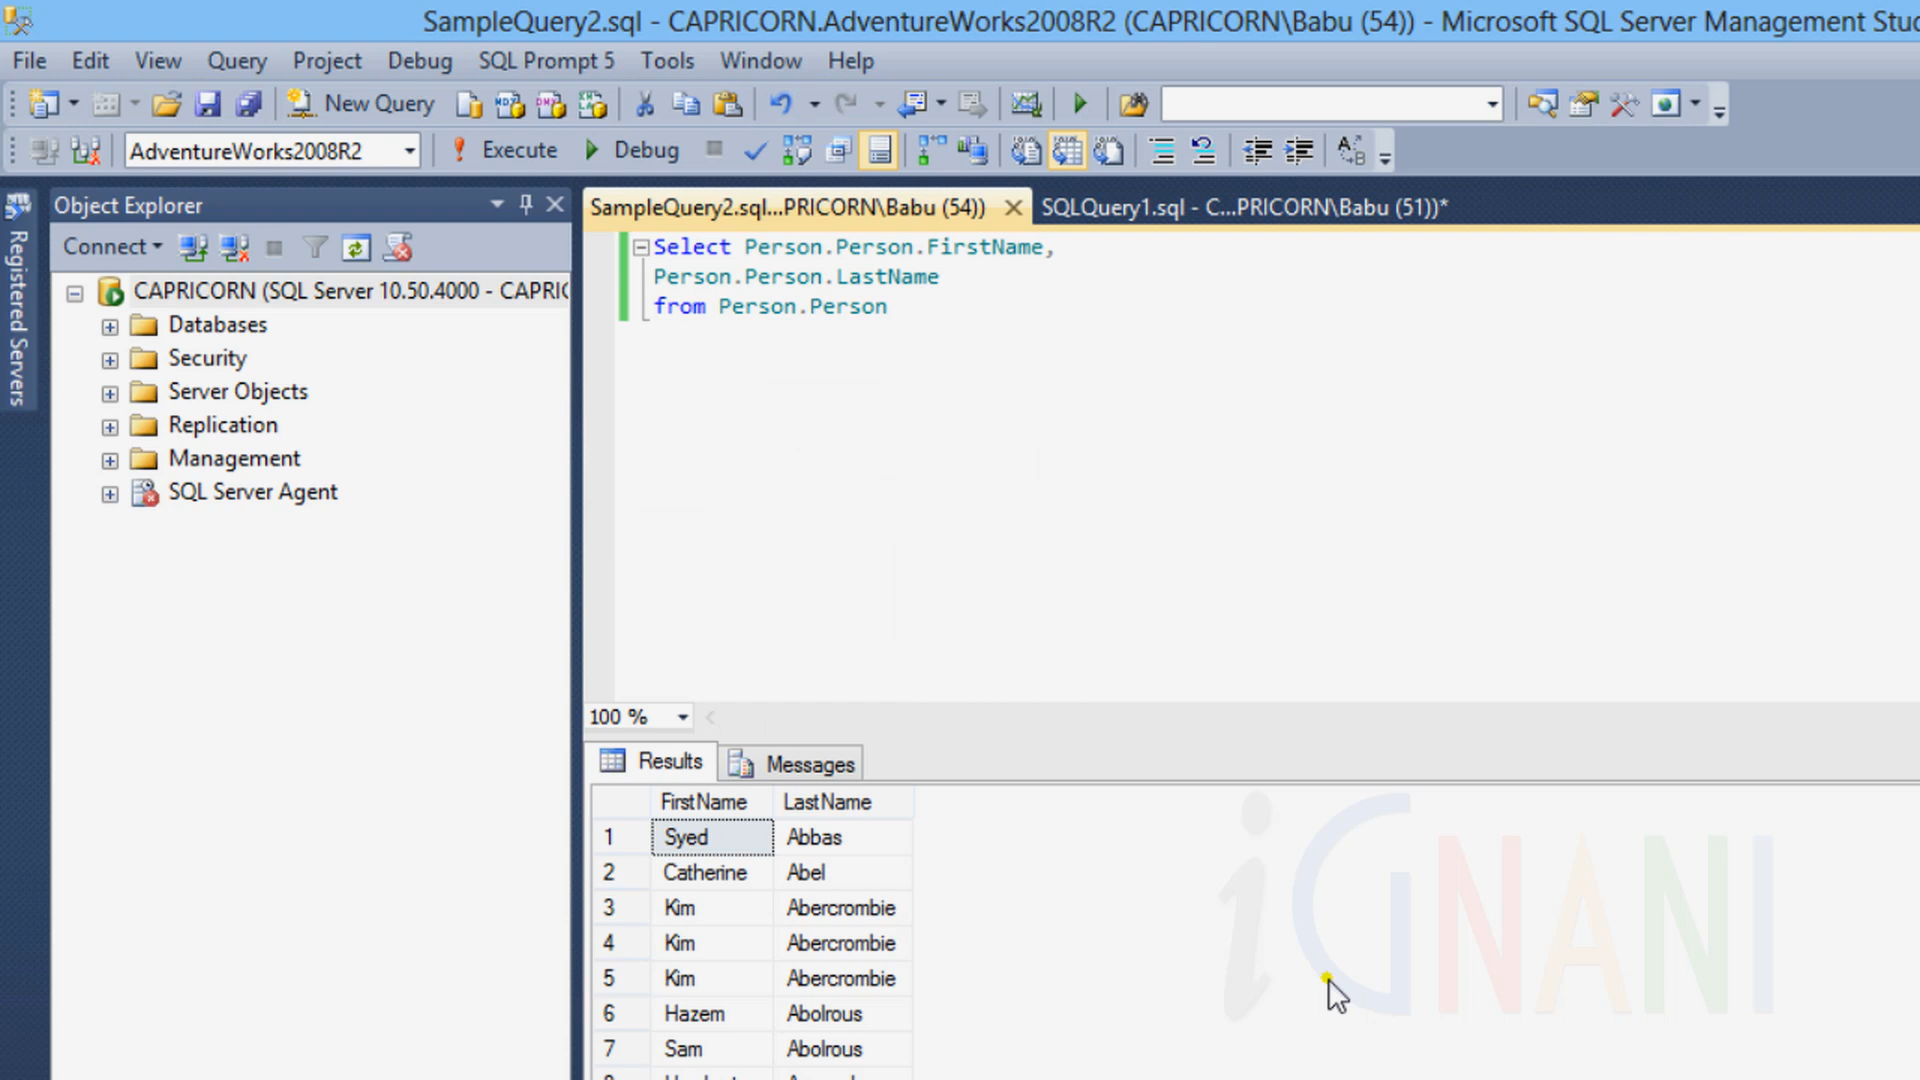 SampleQuery2.sql - CAPRICORN.AdventureWorks2008R2 (CAPRICORN\Babu (54)) - Microsoft SQL Server Management Stu
File Edit View Query Project Debug SQL Prompt 5 Tools Window Help
New Query
AdventureWorks2008R2 Execute Debug
Registered Servers
Object Explorer
Connect
CAPRICORN (SQL Server 10.50.4000 - CAPRI
Databases
Security
Server Objects
Replication
Management
SQL Server Agent
SampleQuery2.sql...PRICORN\Babu (54)) SQLQuery1.sql - C...PRICORN\Babu (51))*
Select Person.Person.FirstName,
Person.Person.LastName
from Person.Person
100 %
Results Messages
FirstName LastName
1 Syed Abbas
2 Catherine Abel
3 Kim Abercrombie
4 Kim Abercrombie
5 Kim Abercrombie
6 Hazem Abolrous
7 Sam Abolrous
iGNANI